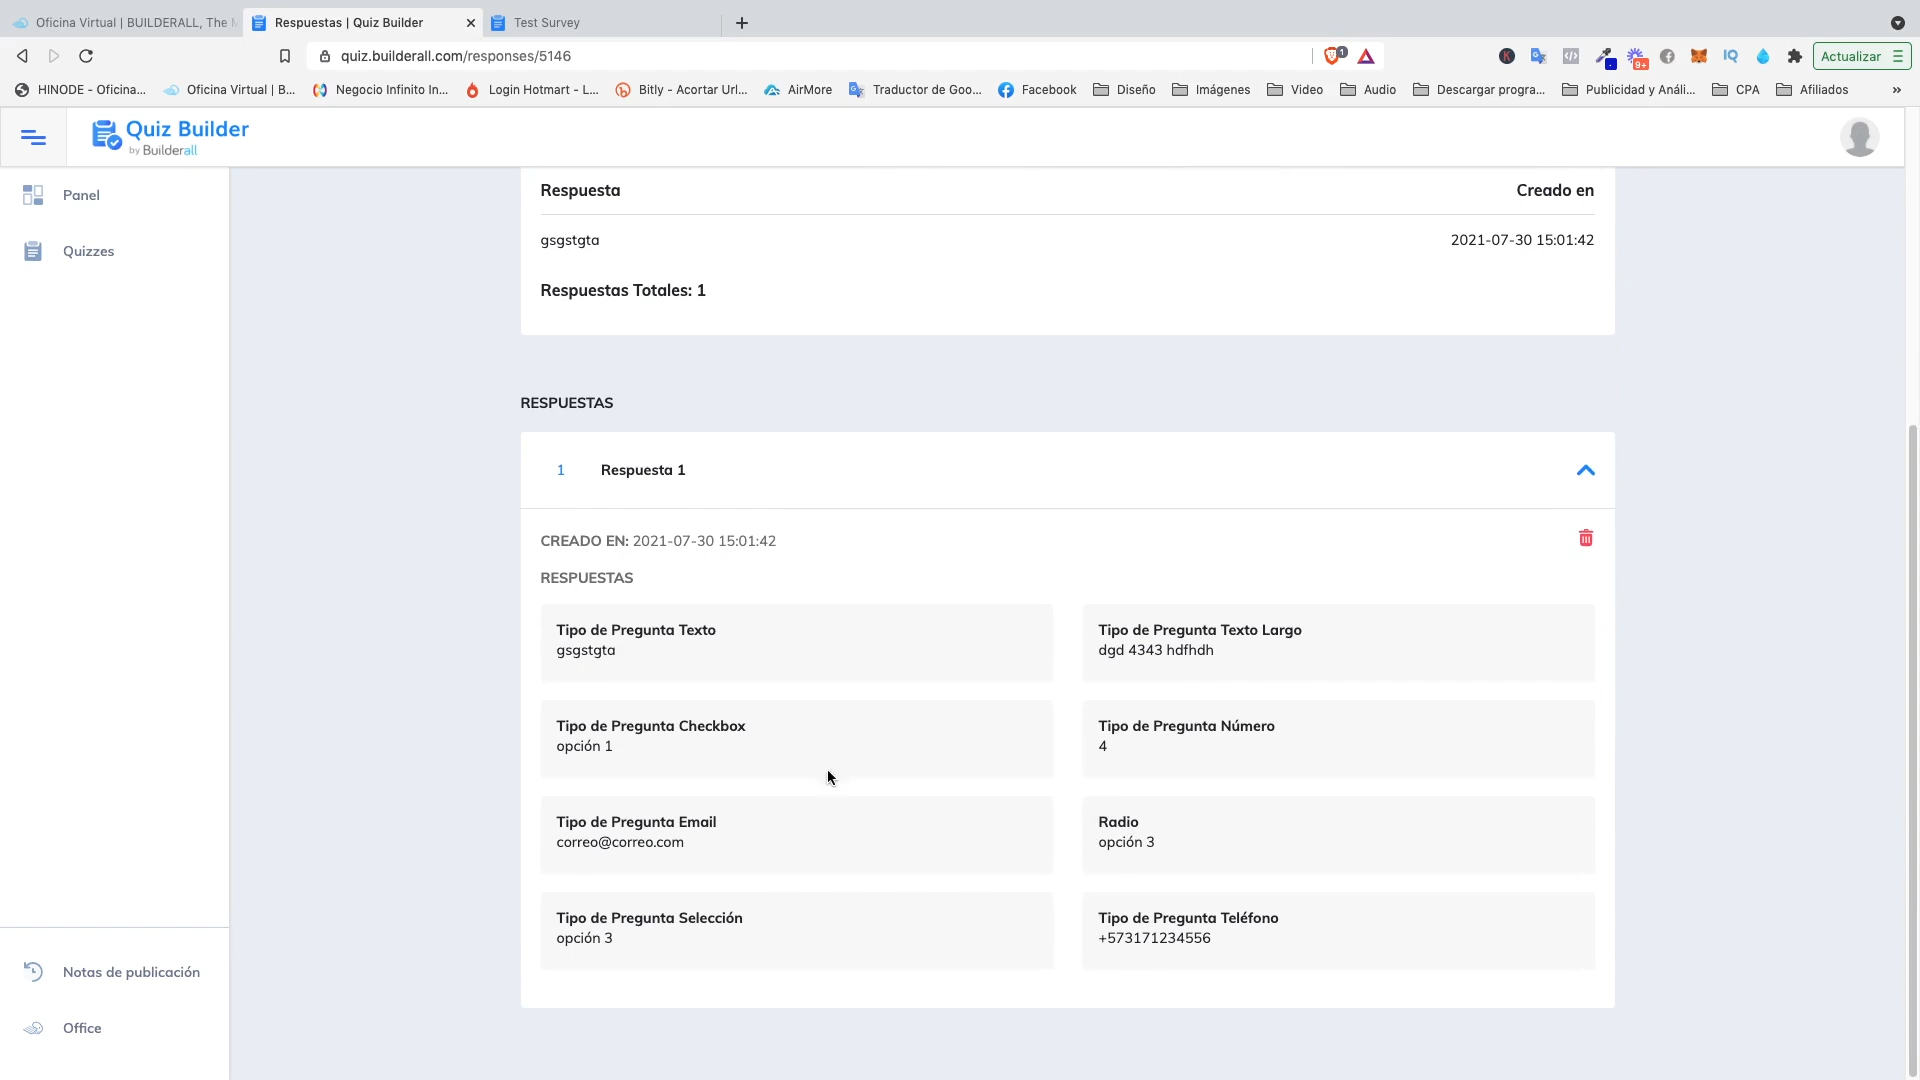 Oficina Virtual | BUILDERALL, The M
Respuestas | Quiz Builder
Test Survey
quiz.builderall.com/responses/5146
1
9+
IQ
Actualizar
HINODE - Oficina...
Oficina Virtual | B...
Negocio Infinito In...
Login Hotmart - L...
Bitly - Acortar Url...
AirMore
Traductor de Goo...
Facebook
Diseño
Imágenes
Video
Audio
Descargar progra...
Publicidad y Análi...
CPA
Afiliados
»
Quiz Builder
by Builderall
Panel
Quizzes
Notas de publicación
Office
Respuesta
Creado en
gsgstgta
2021-07-30 15:01:42
Respuestas Totales: 1
RESPUESTAS
1
Respuesta 1
CREADO EN: 2021-07-30 15:01:42
RESPUESTAS
Tipo de Pregunta Texto
gsgstgta
Tipo de Pregunta Texto Largo
dgd 4343 hdfhdh
Tipo de Pregunta Checkbox
opción 1
Tipo de Pregunta Número
4
Tipo de Pregunta Email
correo@correo.com
Radio
opción 3
Tipo de Pregunta Selección
opción 3
Tipo de Pregunta Teléfono
+573171234556